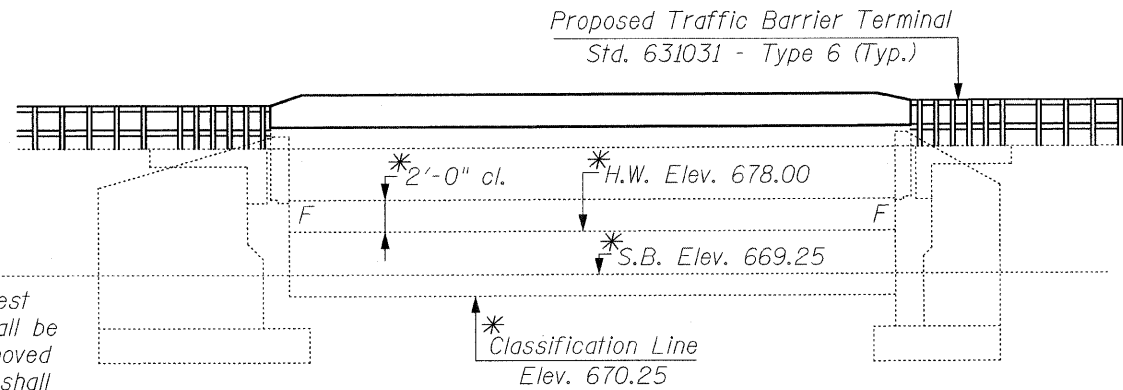 Proposed Traffic Barrier Terminal
Std. 631031 - Type 6 (Typ.)
*2'-0" cl.
*H.W. Elev. 678.00
F
F
*S.B. Elev. 669.25
est
all be
oved
shall
*Classification Line
Elev. 670.25